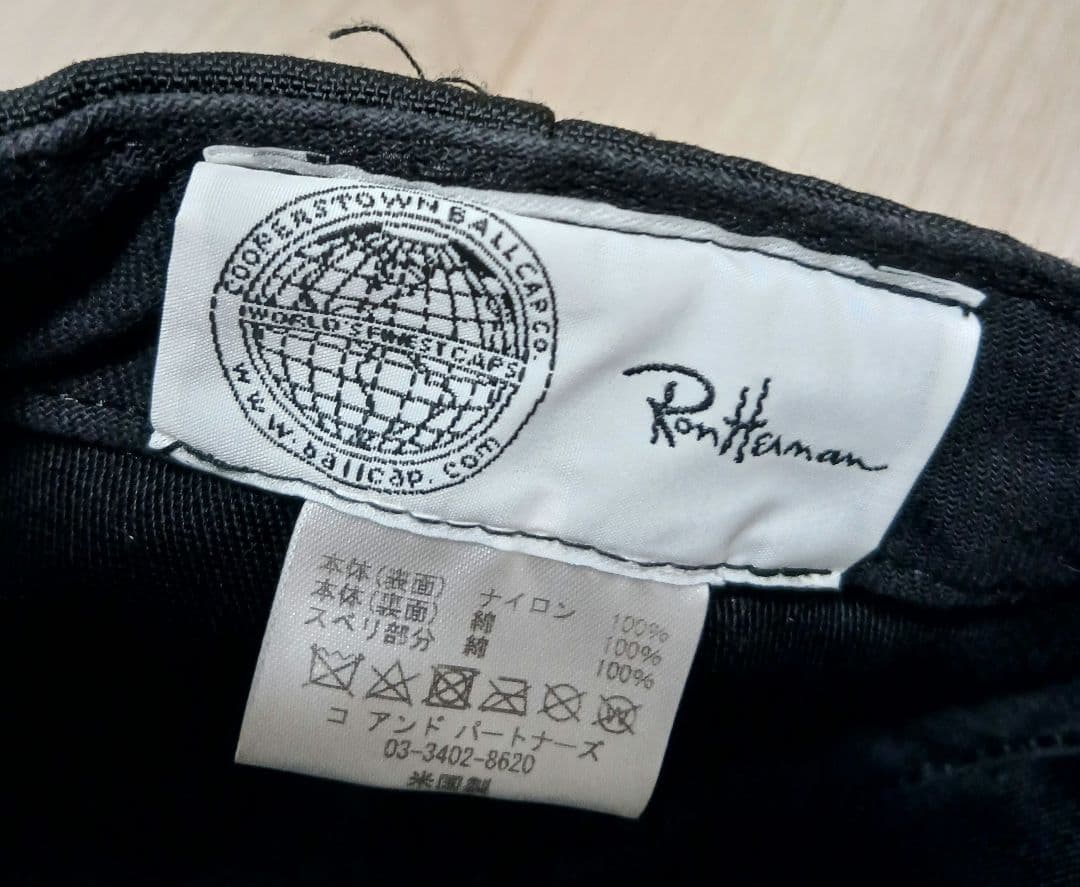 COOPERSTOWN BALL CAP CO.
WORLD'S FINEST CAPS
www.ballcap.com
Ron Herman
本体(表面) ナイロン 100%
本体(裏面) 綿 100%
スベリ部分 綿 100%
コ アンド パートナーズ
03-3402-8620
米国製